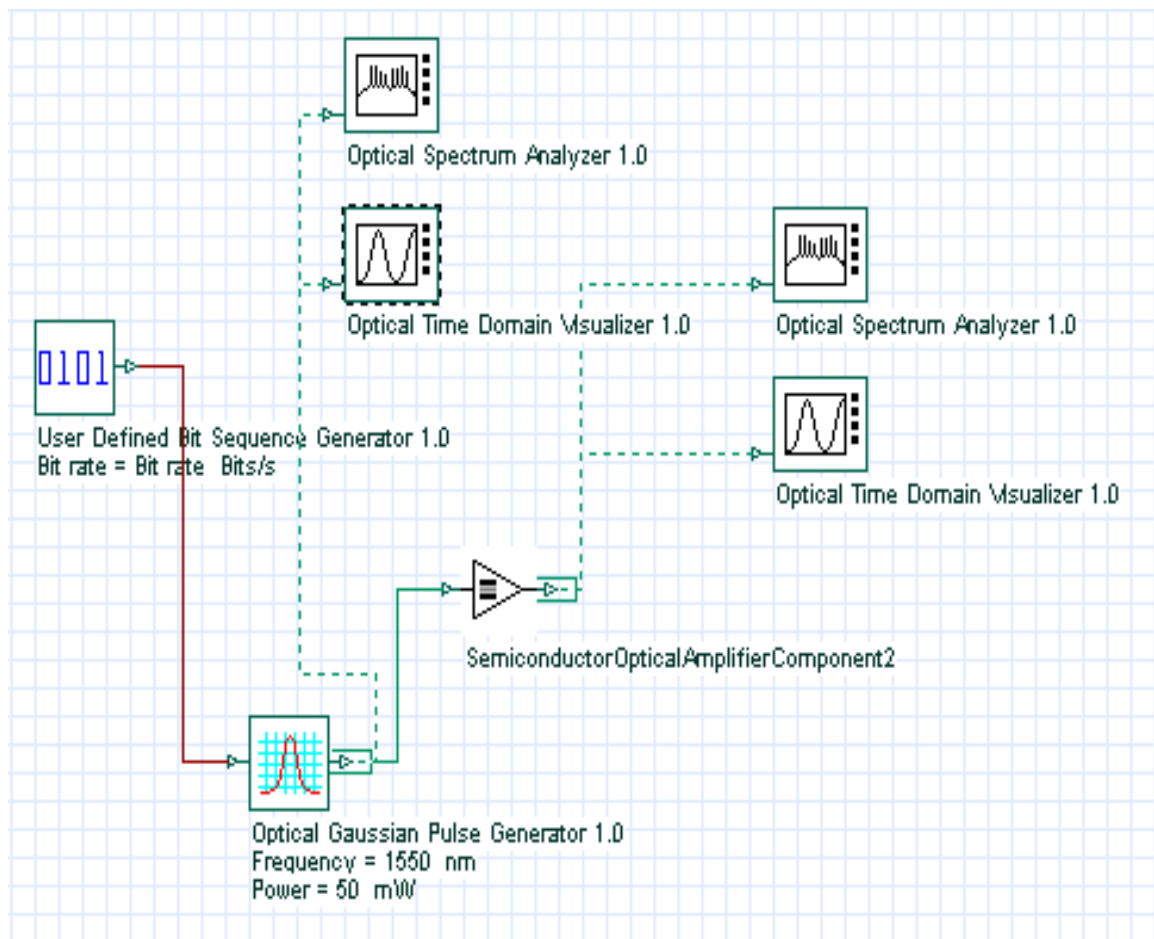 Optical Spectrum Analyzer 1.0
Optical Time Domain Visualizer 1.0
Optical Spectrum Analyzer 1.0
0101
User Defined Bit Sequence Generator 1.0
Bit rate = Bit rate Bits/s
Optical Time Domain Visualizer 1.0
SemiconductorOpticalAmplifierComponent2
Optical Gaussian Pulse Generator 1.0
Frequency = 1550 nm
Power = 50 mW